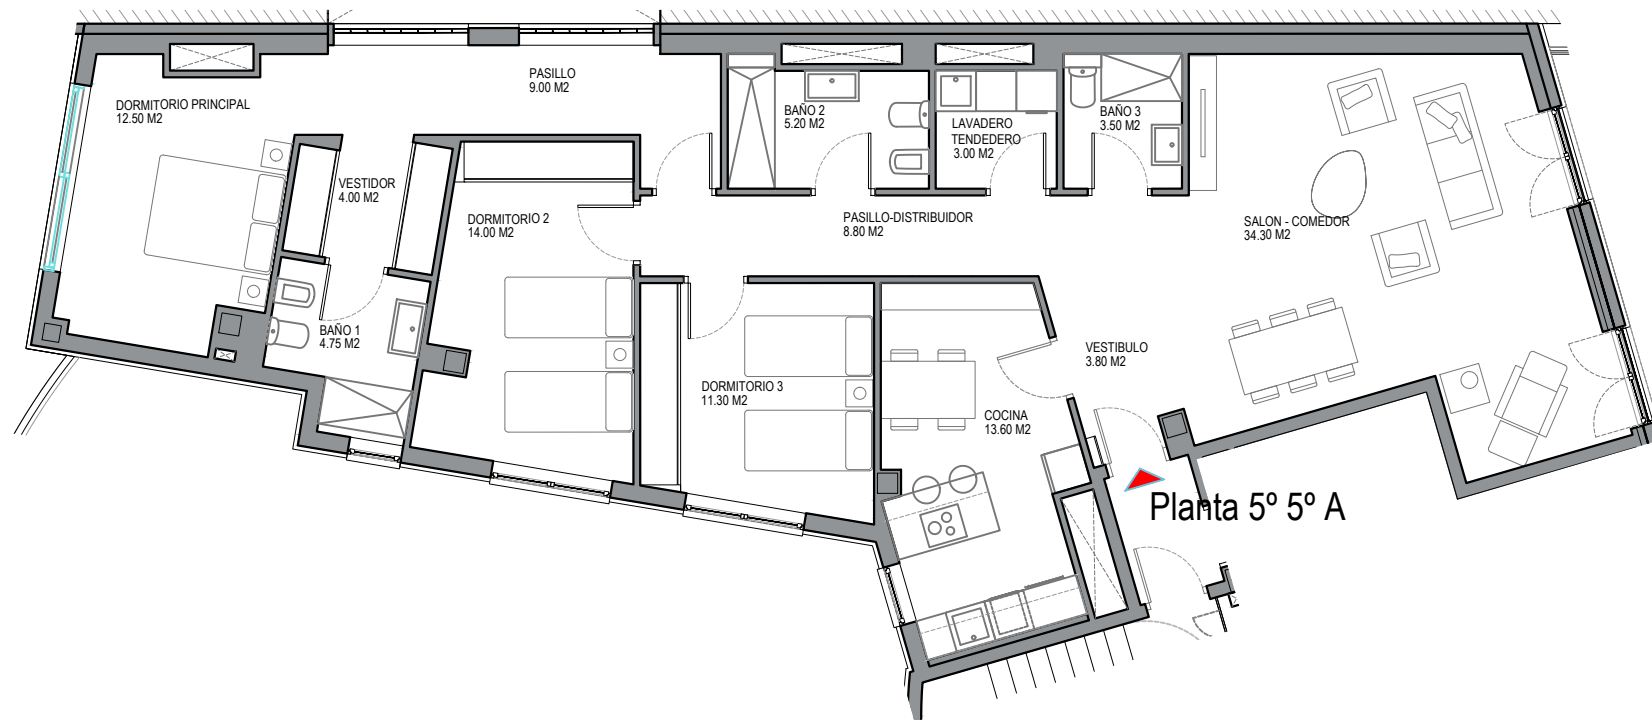 PASILLO
9.00 M2
DORMITORIO PRINCIPAL
12.50 M2
BAÑO 2
5.20 M2
LAVADERO
TENDEDERO
3.00 M2
BAÑO 3
3.50 M2
VESTIDOR
4.00 M2
DORMITORIO 2
14.00 M2
PASILLO-DISTRIBUIDOR
8.80 M2
SALON - COMEDOR
34.30 M2
BAÑO 1
4.75 M2
VESTIBULO
3.80 M2
DORMITORIO 3
11.30 M2
COCINA
13.60 M2
Planta 5º 5º A